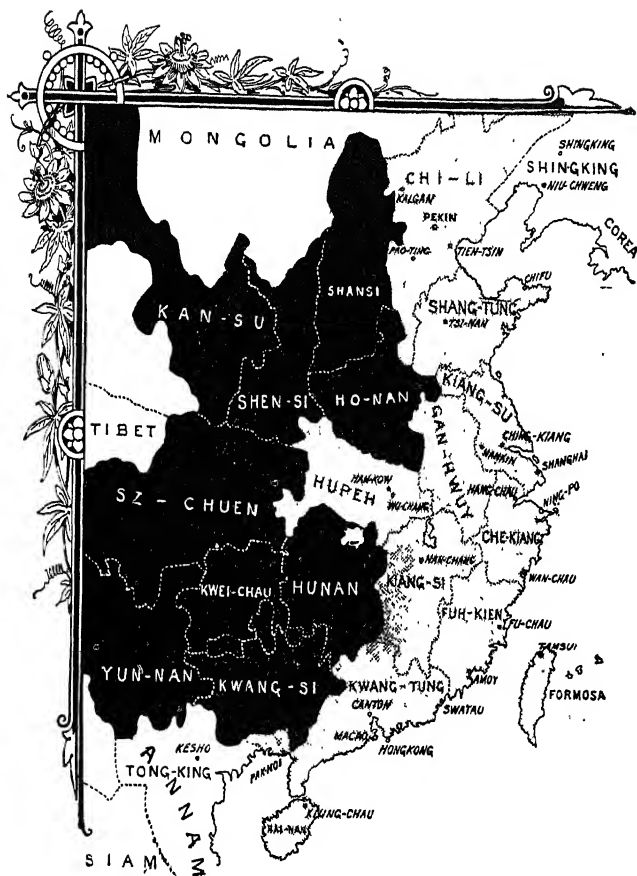 MONGOLIA
SHINGKING
SHINGKING
CHI-LI
NIU-CHWENG
KALGAN
PEKIN
COREA
PAO-TING
TIEN-TSIN
SHANSI
CHIFU
KAN-SU
SHANG-TUNG
TSI-NAN
SHEN-SI
HO-NAN
KIANG-SU
TIBET
GAN-HWUY
CHING-KIANG
NANKIN
SHANGHAI
HUPEH
HAN-KOW
WU-CHANG
HANG-CHAU
NING-PO
SZ-CHUEN
CHE-KIANG
NAN-CHANG
KWEI-CHAU
HUNAN
KIANG-SI
WAN-CHAU
FUH-KIEN
FU-CHAU
TAMSUI
YUN-NAN
KWANG-SI
KWANG-TUNG
AMOY
FORMOSA
CANTON
SWATAU
MACAO
HONGKONG
KESHO
TONG-KING
PAK-HOI
ANNAM
KIUNG-CHAU
HAI-NAN
SIAM